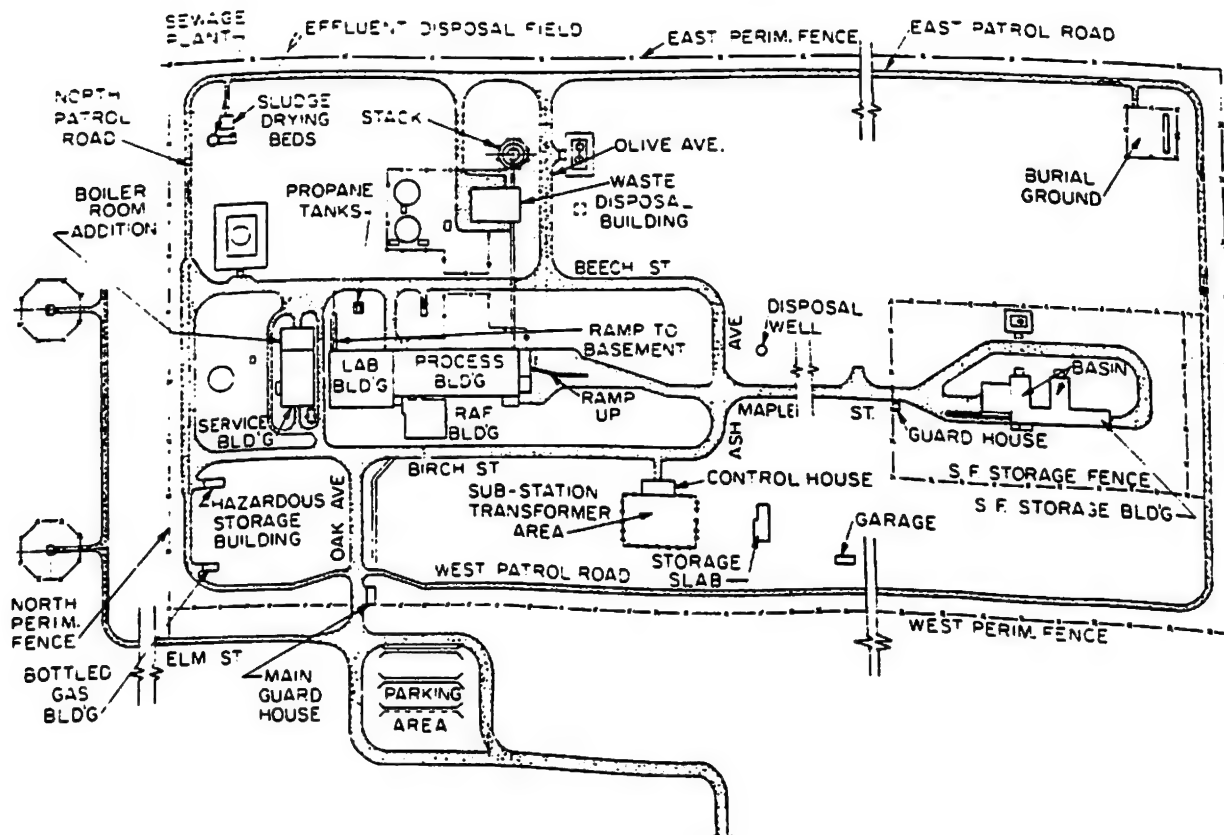 SEWAGE
PLANT
EFFLUENT DISPOSAL FIELD
EAST PERIM. FENCE
EAST PATROL ROAD
NORTH
PATROL
ROAD
SLUDGE
DRYING
BEDS
STACK
OLIVE AVE.
BURIAL
GROUND
BOILER
ROOM
ADDITION
PROPANE
TANKS
WASTE
DISPOSAL
BUILDING
BEECH ST
DISPOSAL
WELL
RAMP TO
BASEMENT
AVE
LAB
BLD'G
PROCESS
BLD'G
RAMP
UP
BASIN
MAPLE
ST.
SERVICE
BLD'G
RAF
BLD'G
GUARD HOUSE
ASH
BIRCH ST
S.F. STORAGE FENCE
CONTROL HOUSE
S.F. STORAGE BLD'G
HAZARDOUS
STORAGE
BUILDING
OAK AVE
SUB-STATION
TRANSFORMER
AREA
GARAGE
STORAGE
SLAB
WEST PATROL ROAD
NORTH
PERIM.
FENCE
WEST PERIM. FENCE
ELM ST
BOTTLED
GAS
BLD'G
MAIN
GUARD
HOUSE
PARKING
AREA